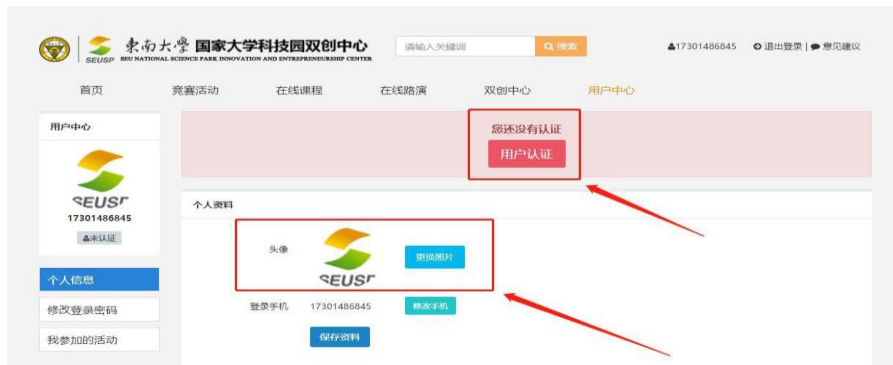 東南大學 国家大学科技园双创中心
SEUSP SEU NATIONAL SCIENCE PARK INNOVATION AND ENTREPRENEURSHIP CENTER
请输入关键词 搜索
17301486845 退出登录 | 意见建议
首页 竞赛活动 在线课程 在线路演 双创中心 用户中心
用户中心
SEUSP
17301486845
未认证
个人信息
修改登录密码
我参加的活动
您还没有认证
用户认证
个人资料
头像 SEUSP 更换照片
登录手机 17301486845 修改手机
保存资料